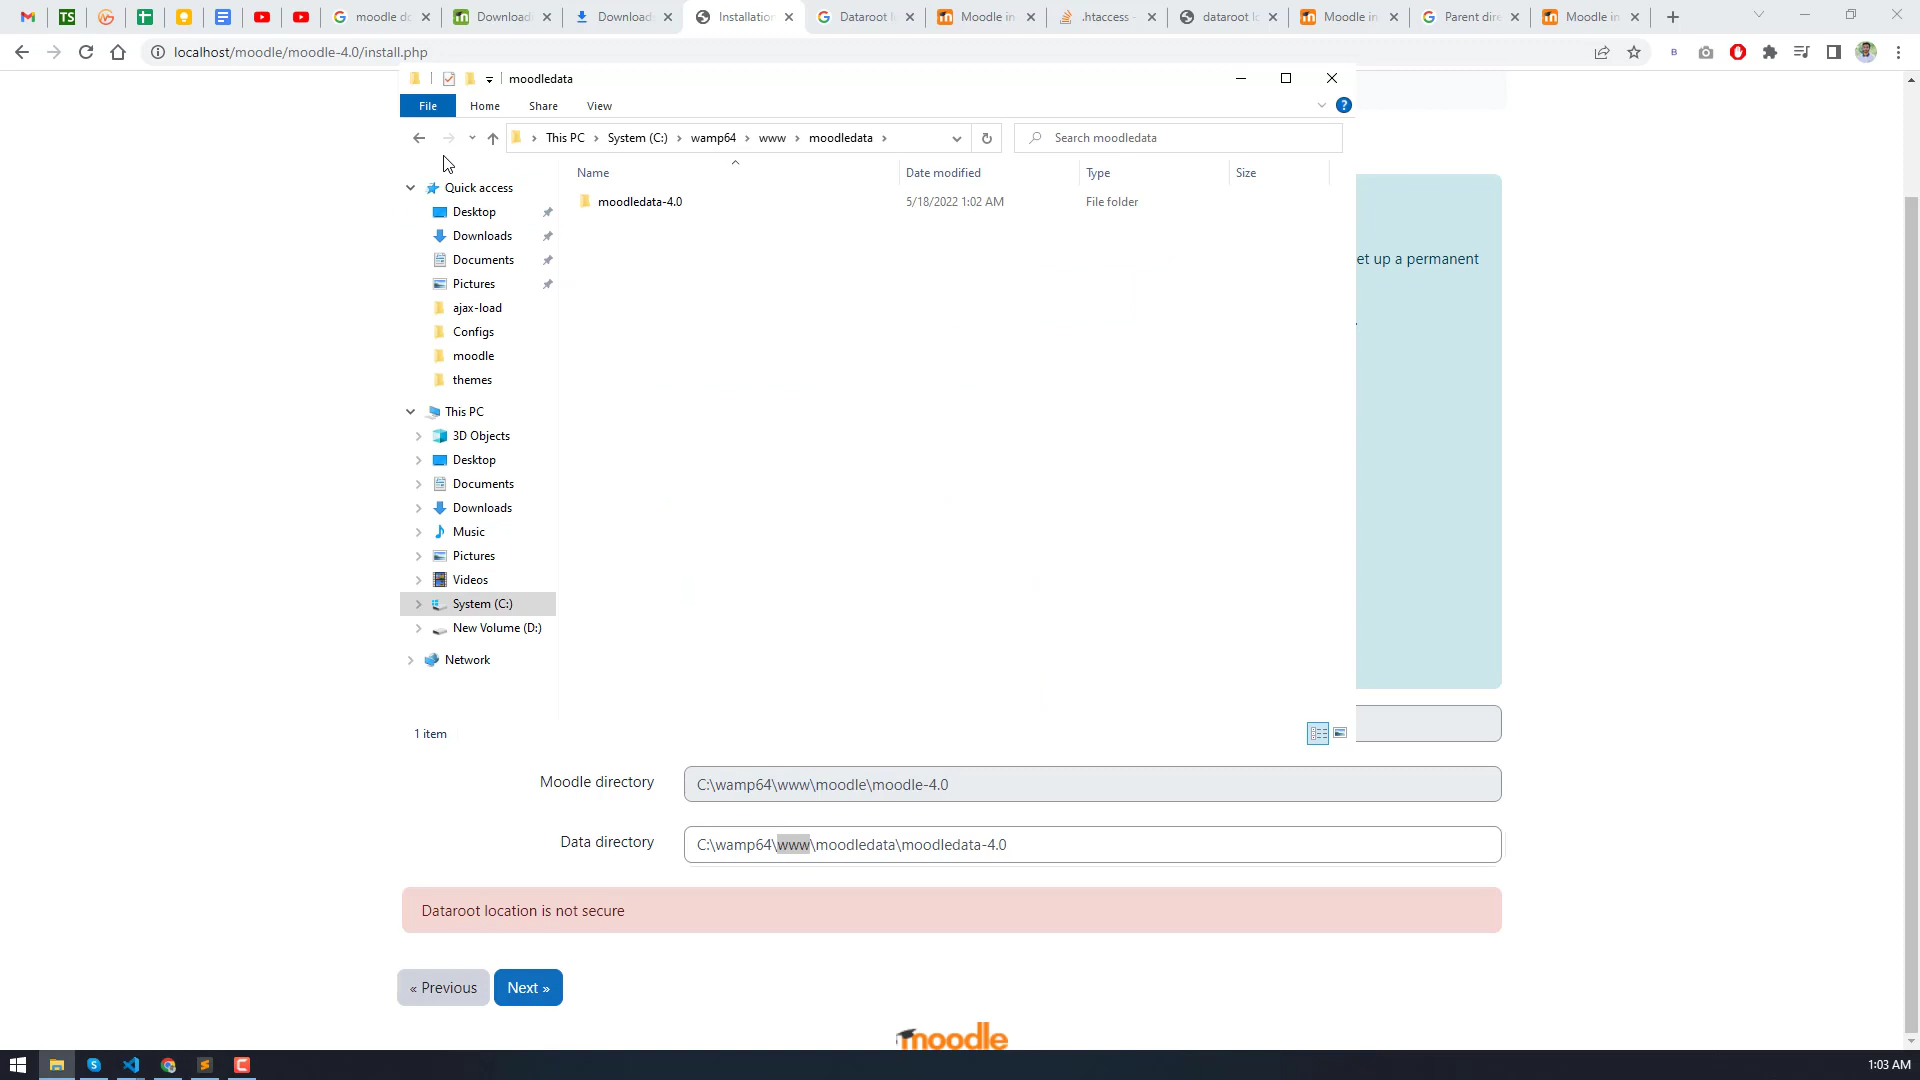 moodle do
Download
Download
Installation
Dataroot l
Moodle in
.htaccess -
dataroot lo
Moodle in
Parent dire
Moodle in
localhost/moodle/moodle-4.0/install.php
moodledata
File Home Share View
This PC System (C:) wamp64 www moodledata
Search moodledata
Name Date modified Type Size
moodledata-4.0 5/18/2022 1:02 AM File folder
Quick access
Desktop
Downloads
Documents
Pictures
ajax-load
Configs
moodle
themes
This PC
3D Objects
Desktop
Documents
Downloads
Music
Pictures
Videos
System (C:)
New Volume (D:)
Network
1 item
et up a permanent
Moodle directory C:\wamp64\www\moodle\moodle-4.0
Data directory C:\wamp64\www\moodledata\moodledata-4.0
Dataroot location is not secure
« Previous Next »
moodle
1:03 AM